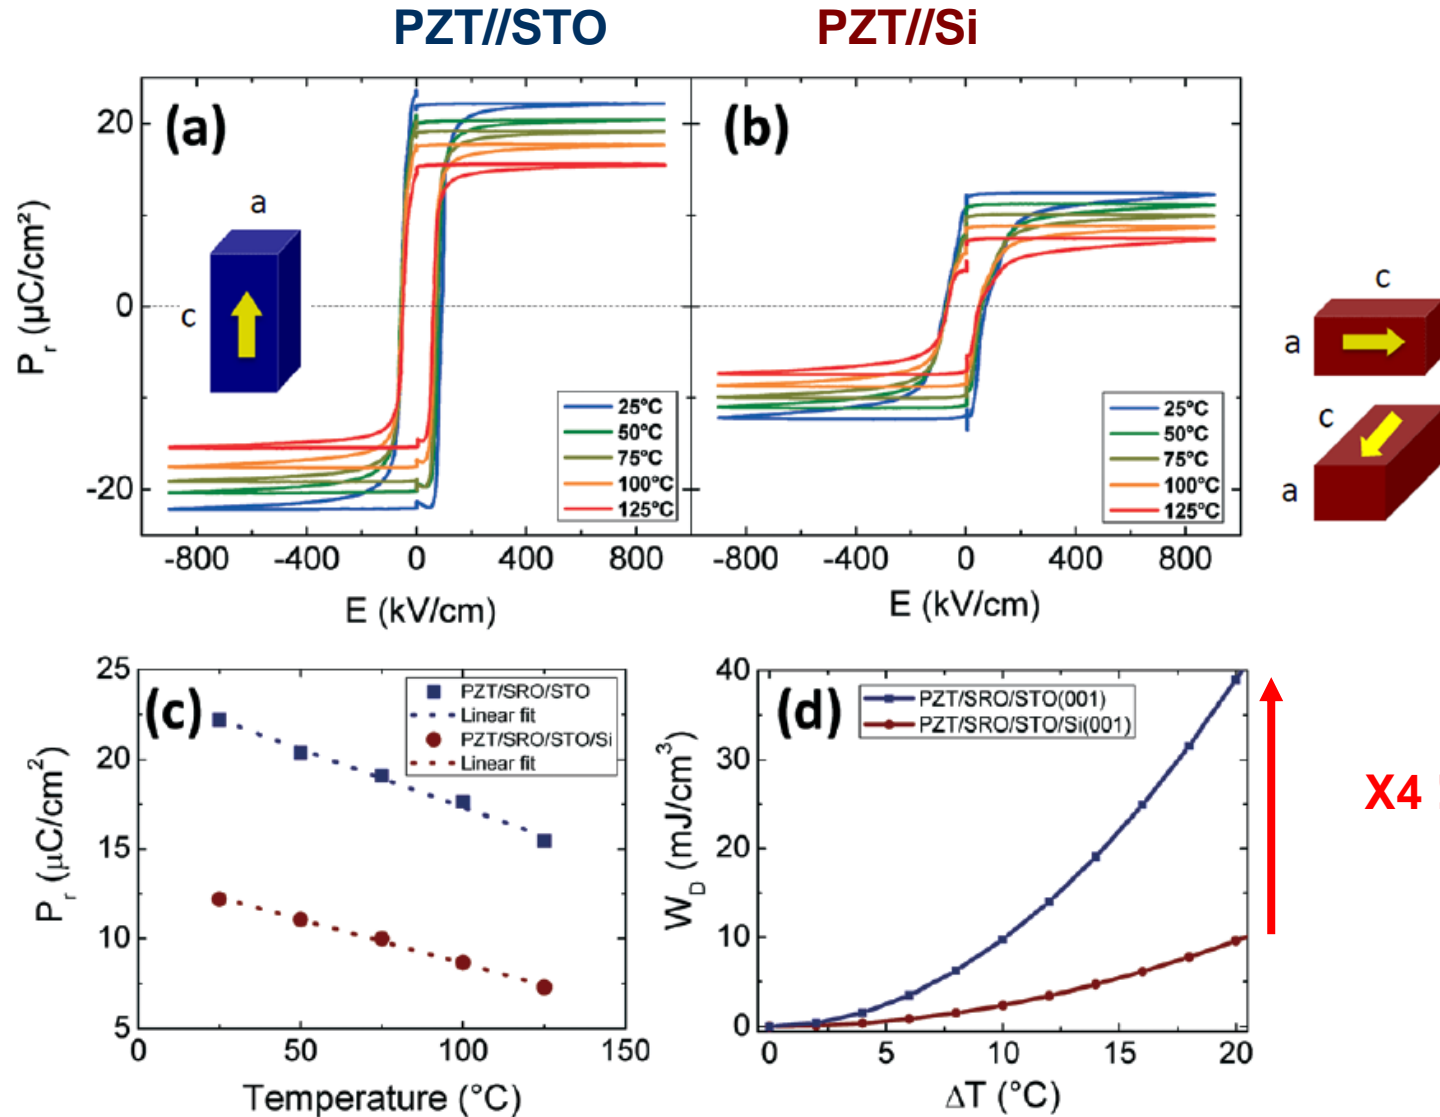 PZT//STO
PZT//Si
(a)
20
0
-20
P_r (µC/cm²)
a
c
25°C
50°C
75°C
100°C
125°C
-800 -400 0 400 800
E (kV/cm)
(b)
25°C
50°C
75°C
100°C
125°C
-800 -400 0 400 800
E (kV/cm)
c
a
c
a
(c)
25
20
15
10
5
P_r (µC/cm²)
PZT/SRO/STO
Linear fit
PZT/SRO/STO/Si
Linear fit
0 50 100 150
Temperature (°C)
(d)
40
30
20
10
0
W_D (mJ/cm³)
PZT/SRO/STO(001)
PZT/SRO/STO/Si(001)
0 5 10 15 20
ΔT (°C)
X4